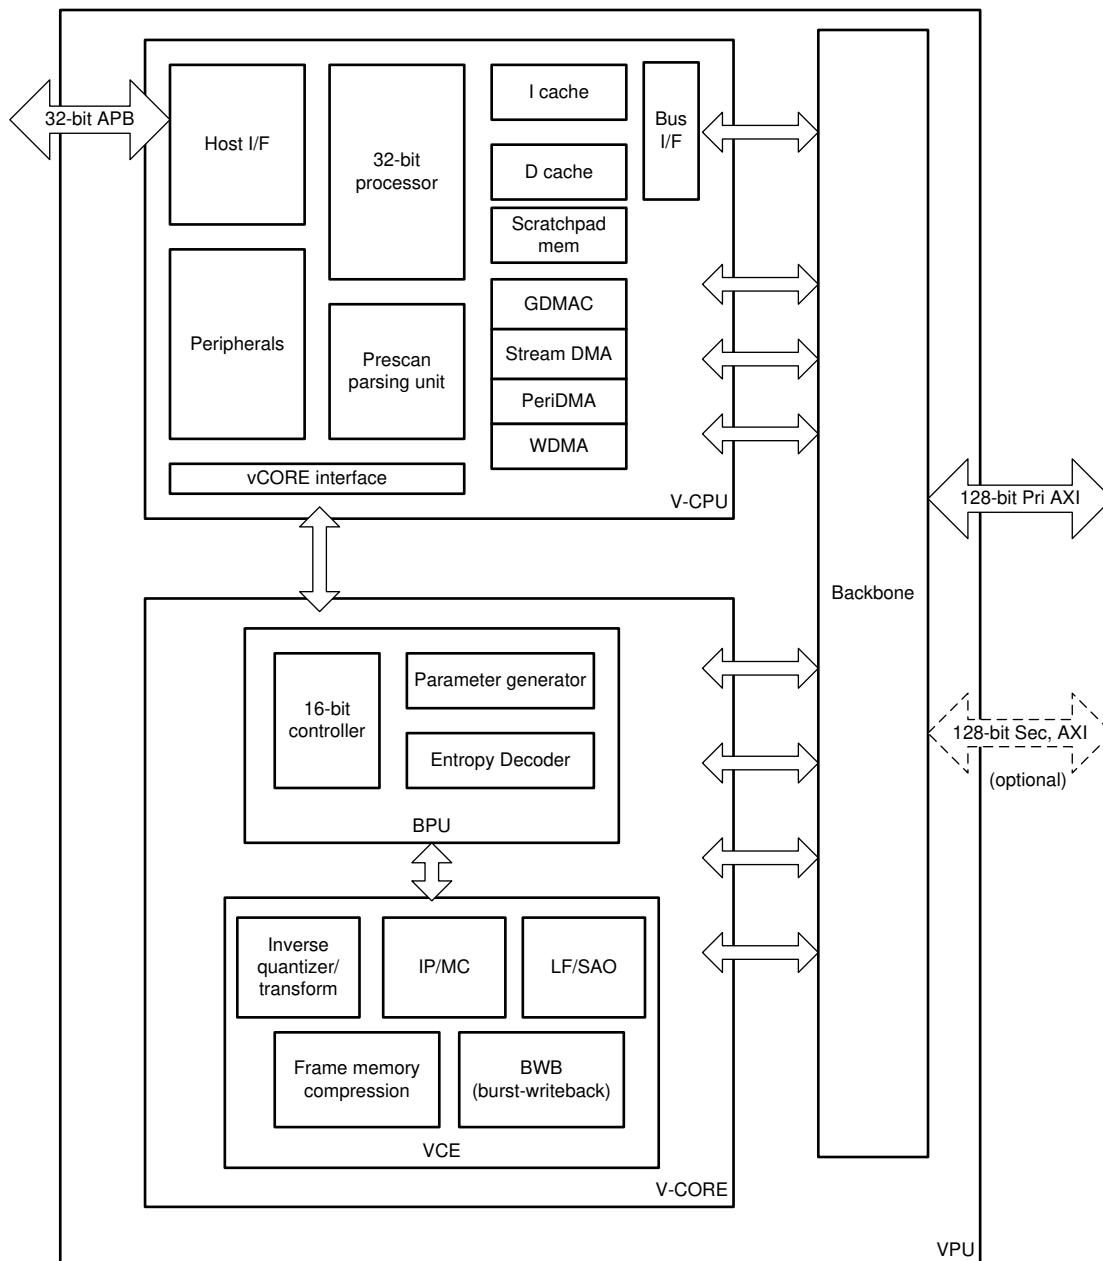 32-bit APB
Host I/F
32-bit
processor
I cache
Bus
I/F
D cache
Scratchpad
mem
Peripherals
Prescan
parsing unit
GDMAC
Stream DMA
PeriDMA
WDMA
vCORE interface
V-CPU
128-bit Pri AXI
Backbone
16-bit
controller
Parameter generator
Entropy Decoder
BPU
128-bit Sec, AXI
(optional)
Inverse
quantizer/
transform
IP/MC
LF/SAO
Frame memory
compression
BWB
(burst-writeback)
VCE
V-CORE
VPU